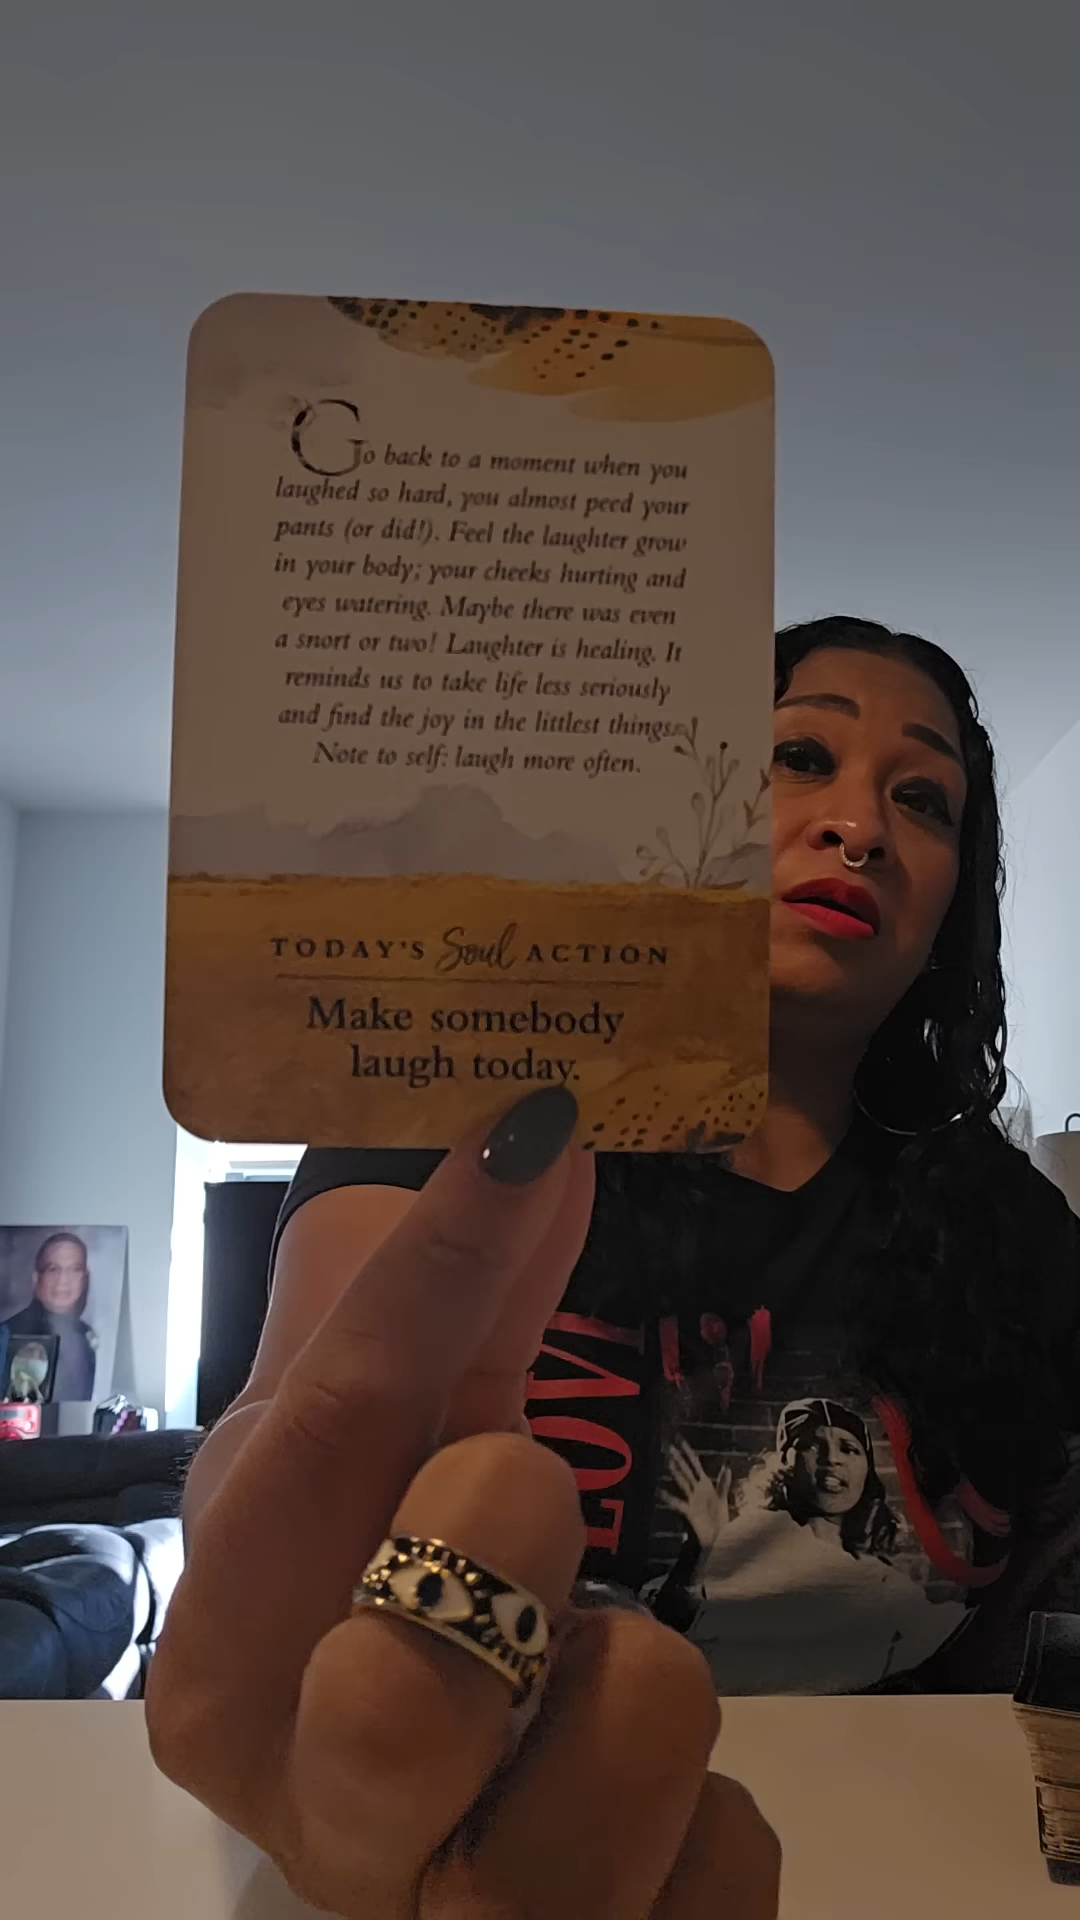 Go back to a moment when you
laughed so hard, you almost peed your
pants (or did!). Feel the laughter grow
in your body; your cheeks hurting and
eyes watering. Maybe there was even
a snort or two! Laughter is healing. It
reminds us to take life less seriously
and find the joy in the littlest things.
Note to self: laugh more often.
TODAY'S Soul ACTION
Make somebody
laugh today.